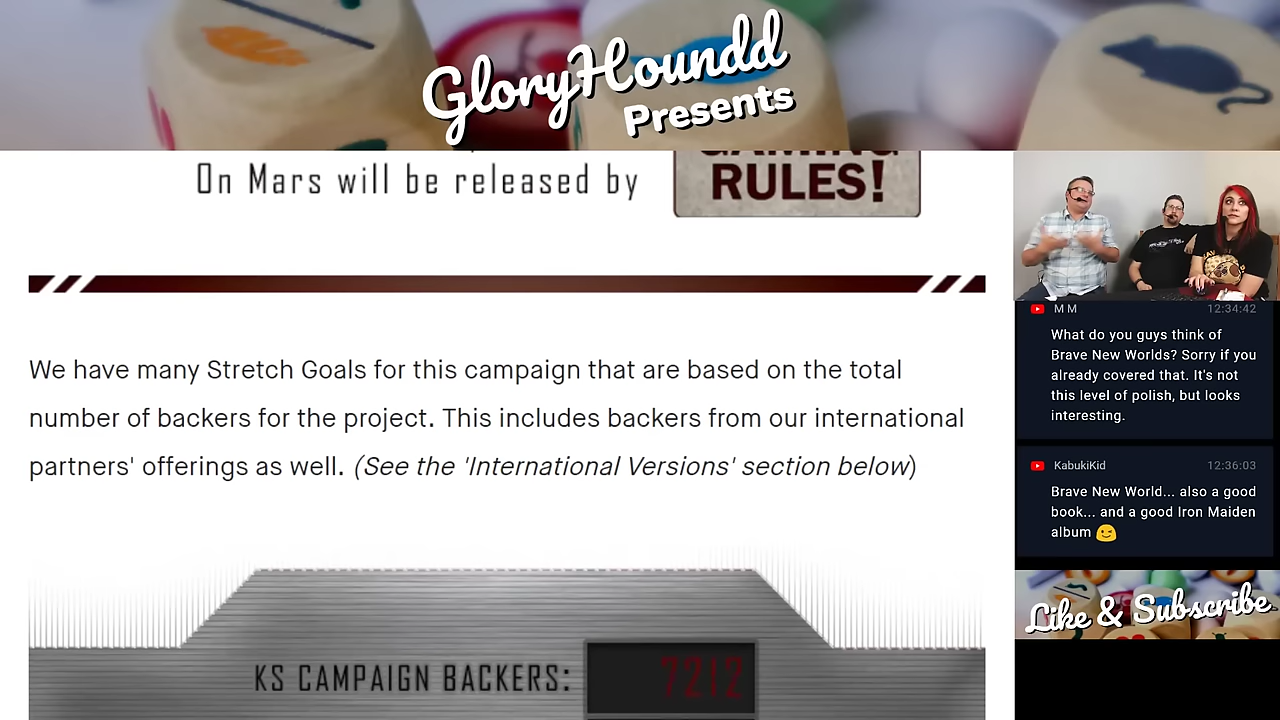 GloryHoundd
Presents
On Mars will be released by
RULES!
We have many Stretch Goals for this campaign that are based on the total
number of backers for the project. This includes backers from our international
partners' offerings as well. (See the 'International Versions' section below)
KS CAMPAIGN BACKERS: 7212
M M 12:34:42
What do you guys think of
Brave New Worlds? Sorry if you
already covered that. It's not
this level of polish, but looks
interesting.
KabukiKid 12:36:03
Brave New World... also a good
book... and a good Iron Maiden
album 😉
Like & Subscribe